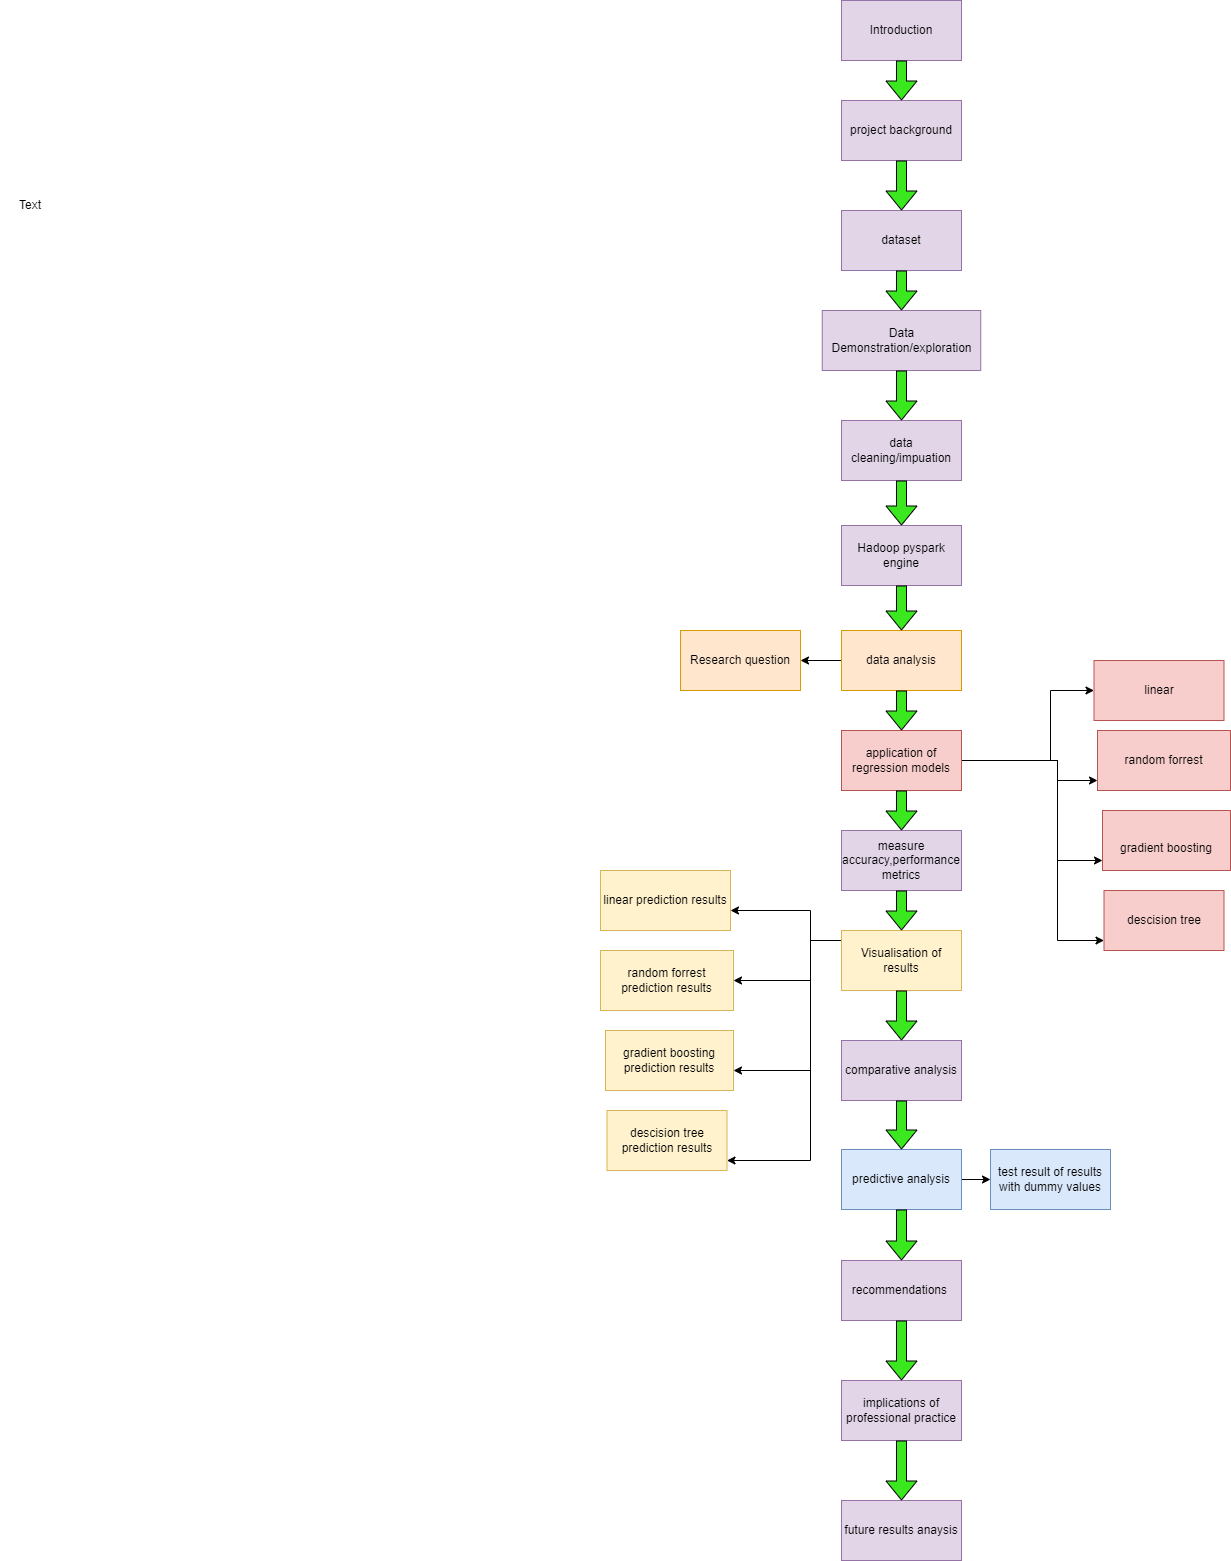 Introduction
project background
Text
dataset
Data
Demonstration/exploration
data
cleaning/impuation
Hadoop pyspark
engine
Research question
data analysis
linear
application of
regression models
random forrest
measure
accuracy,performance
metrics
gradient boosting
linear prediction results
descision tree
Visualisation of
results
random forrest
prediction results
gradient boosting
prediction results
comparative analysis
descision tree
prediction results
predictive analysis
test result of results
with dummy values
recommendations
implications of
professional practice
future results anaysis